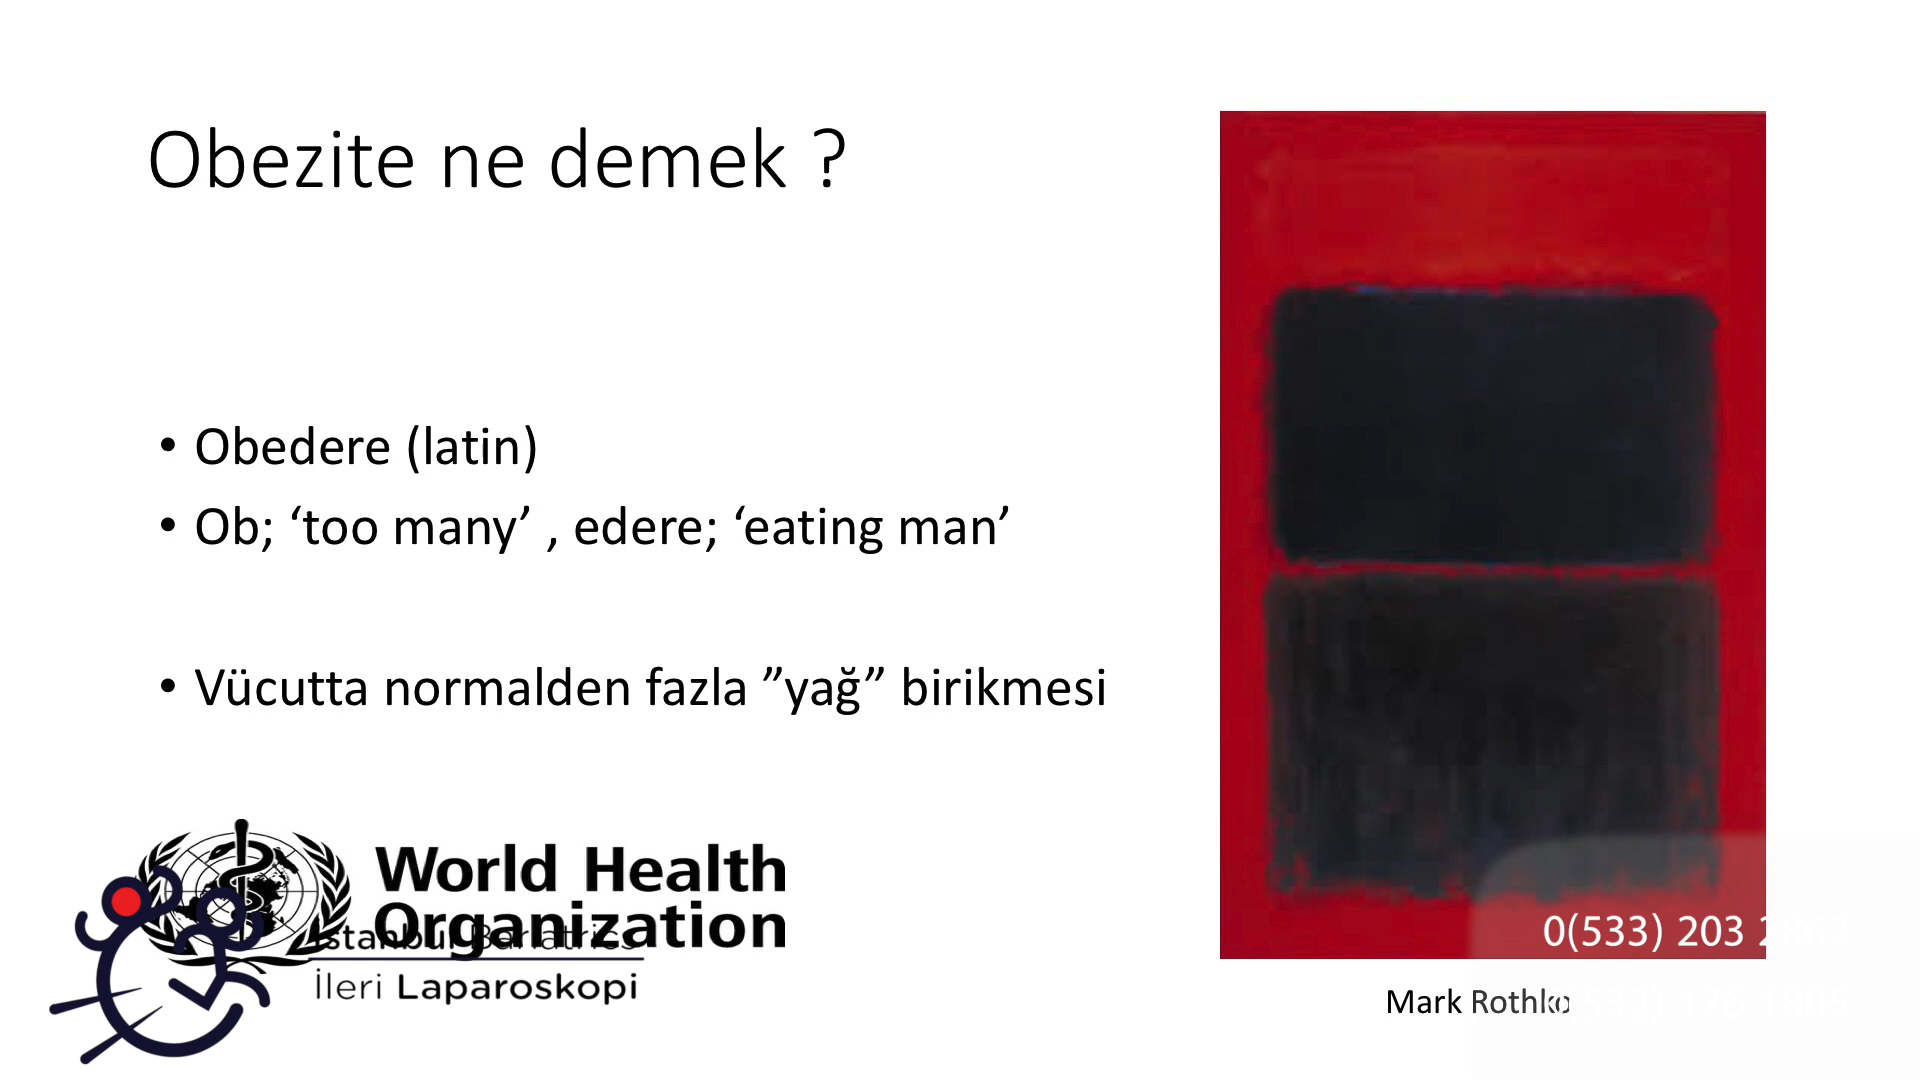 Obezite ne demek ?
• Obedere (latin)
• Ob; ‘too many’ , edere; ‘eating man’
• Vücutta normalden fazla ”yağ” birikmesi
World Health
Organization
İstanbul Bariatrics
İleri Laparoskopi
0(533) 203
Mark Rothko